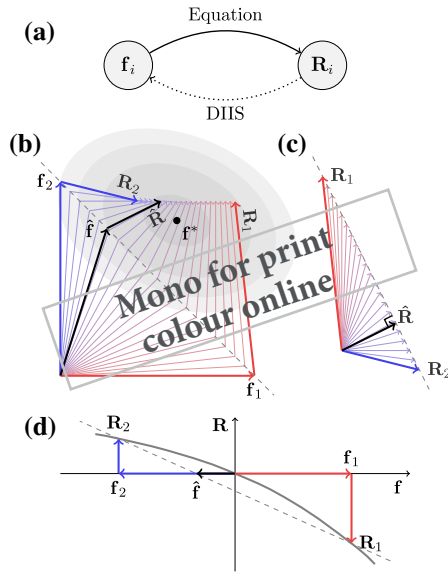 (a)
Equation
f_i
R_i
DIIS
(b)
(c)
f_2
R_2
R_1
R̂
f̂
f*
R_1
f_1
R̂
R_2
Mono for print
colour online
(d)
R
R_2
f_1
f_2
f̂
f
R_1